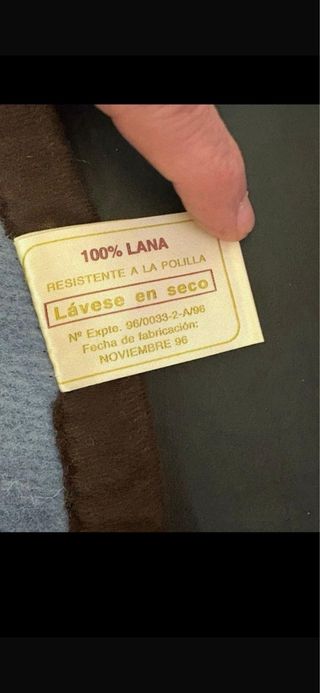 100% LANA
RESISTENTE A LA POLILLA
Lávese en seco
Nº Expte. 96/0033-2-A/96
Fecha de fabricación:
NOVIEMBRE 96